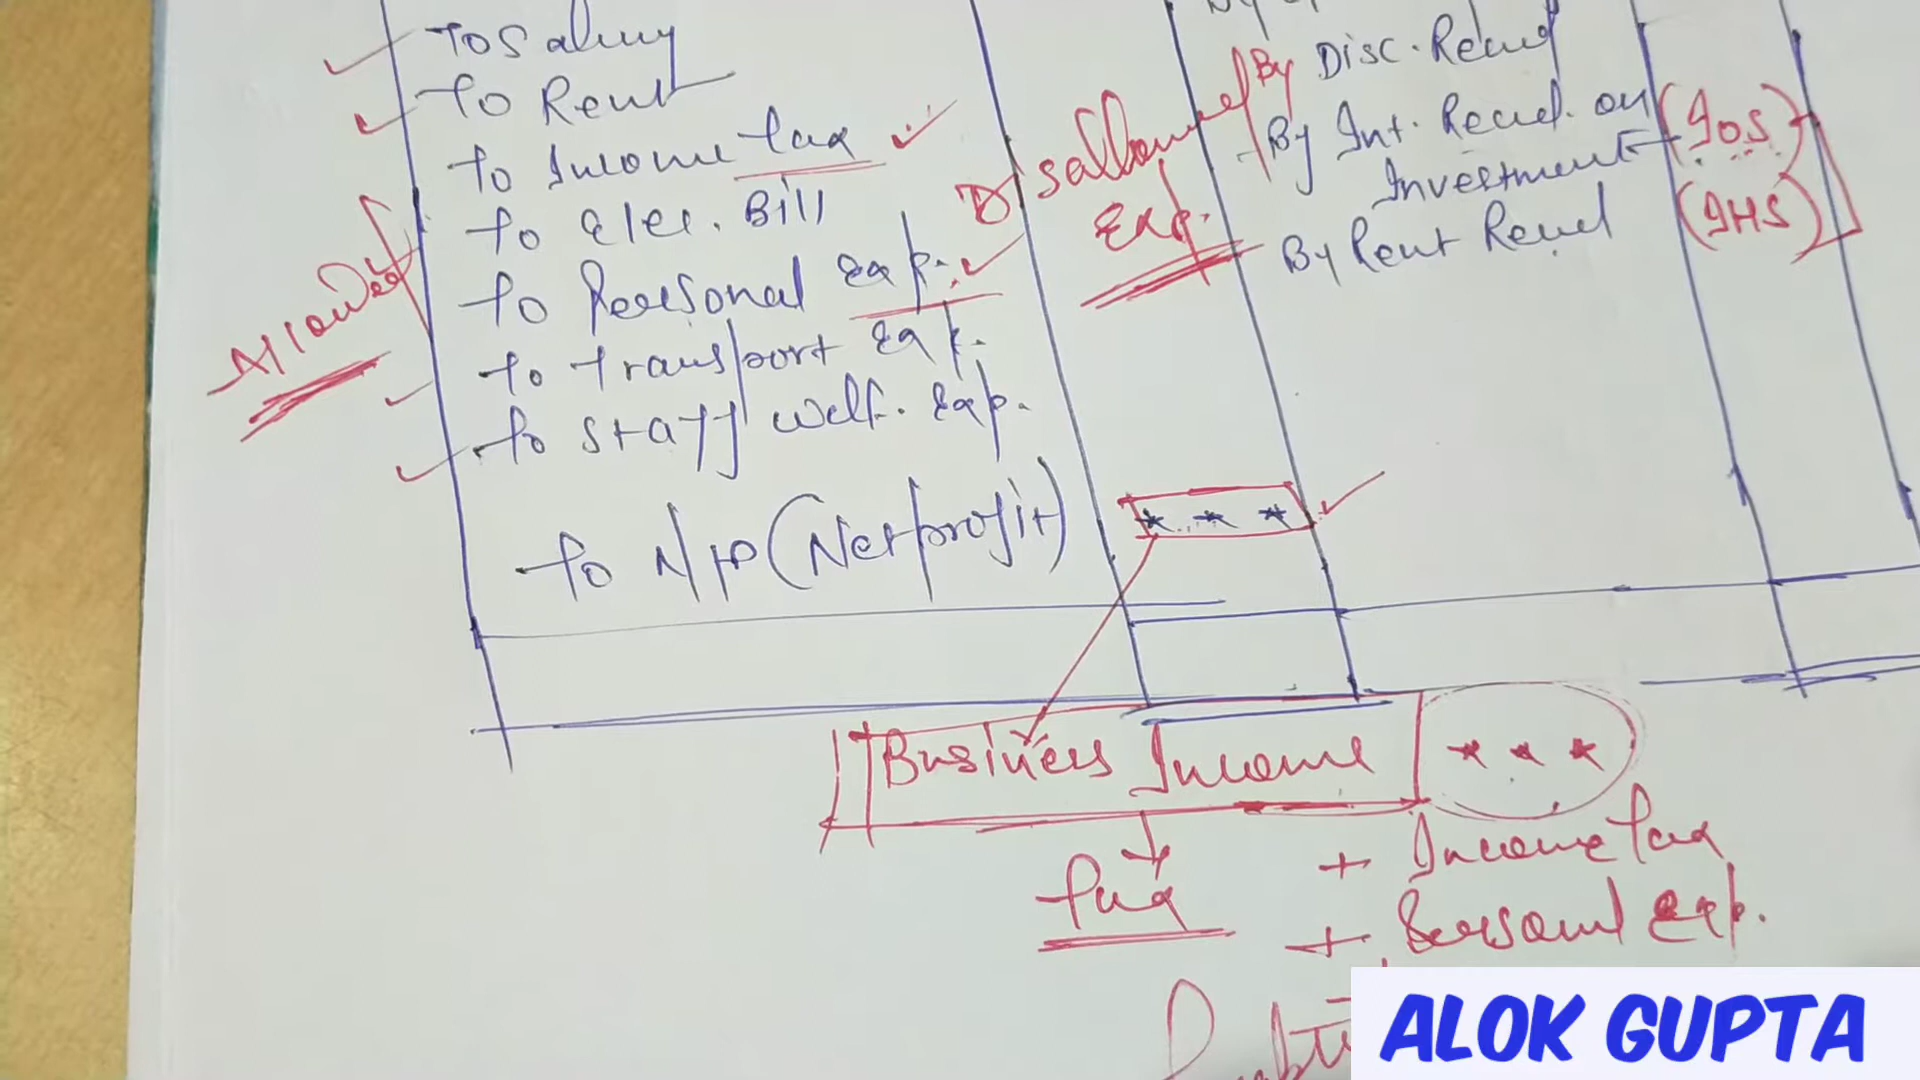 To Salary
To Rent
To Income tax
To Elec. Bill
To Personal Exp.
To transport Exp.
To Staff Welf. Exp.
To N/P (Net profit)
* * *
Allowed
Disallowed
Exp.
By Disc. Recd
By Int. Recd. on
Investment
(IOS)
By Rent Recd
(IHS)
Business Income
* * *
tax
+ Income tax
+ Personal Exp.
ALOK GUPTA